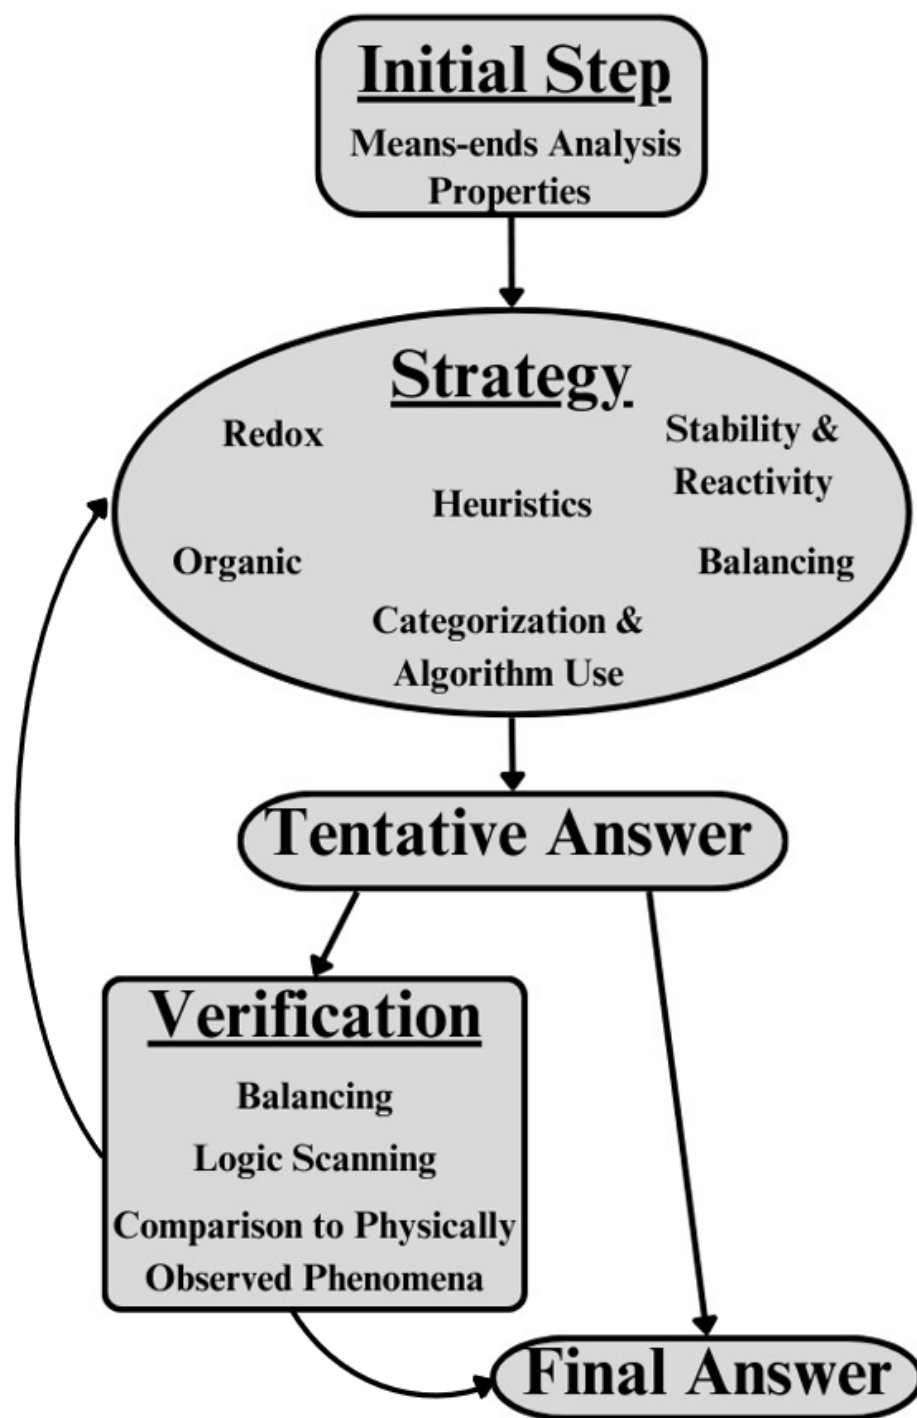 Initial Step
Means-ends Analysis
Properties
Strategy
Redox
Stability &
Reactivity
Heuristics
Organic
Balancing
Categorization &
Algorithm Use
Tentative Answer
Verification
Balancing
Logic Scanning
Comparison to Physically
Observed Phenomena
Final Answer